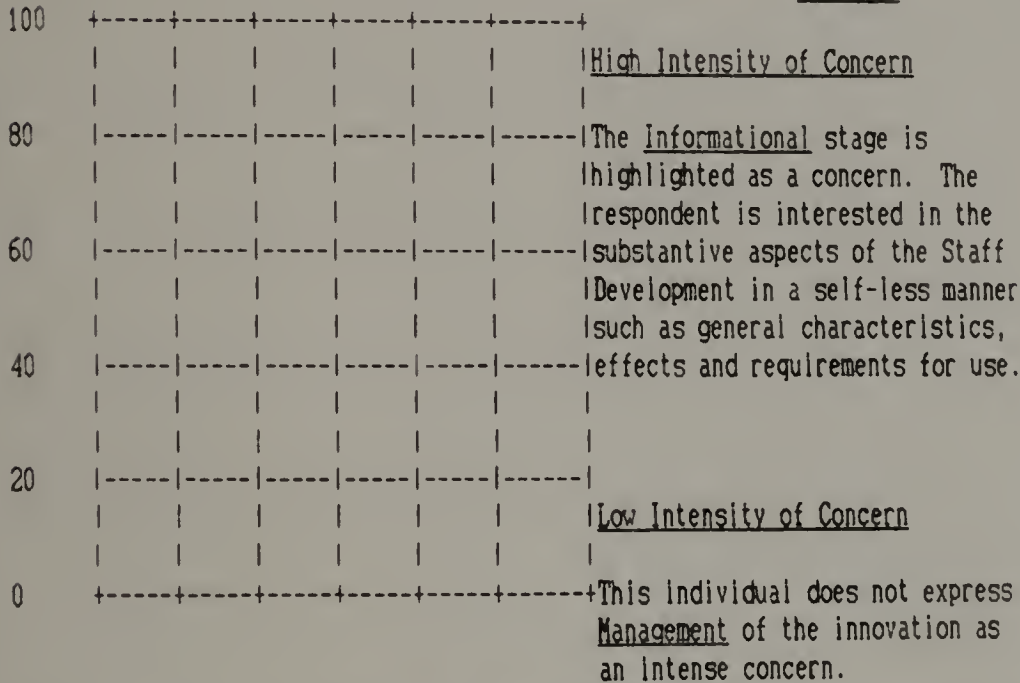 100
High Intensity of Concern
80 The Informational stage is
highlighted as a concern. The
respondent is interested in the
60 substantive aspects of the Staff
Development in a self-less manner
such as general characteristics,
40 effects and requirements for use.
20
Low Intensity of Concern
0 This individual does not express
Management of the innovation as
an intense concern.